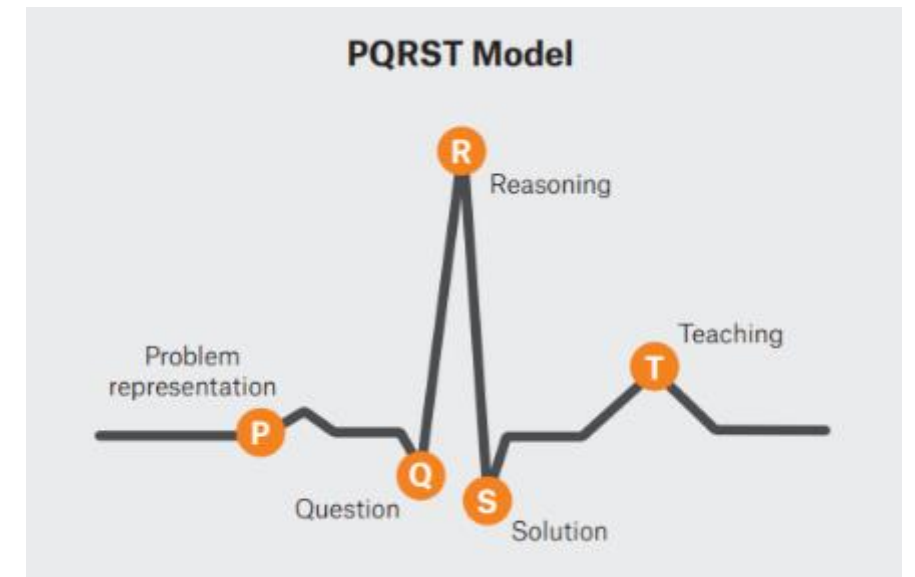 PQRST Model
R
Reasoning
Teaching
T
Problem
representation
P
Q
Question
S
Solution